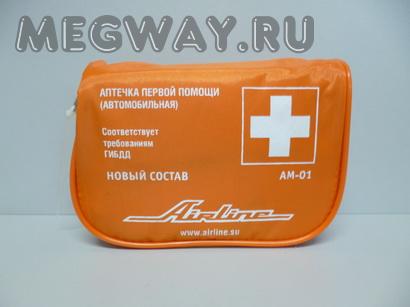 MEGWAY.RU
АПТЕЧКА ПЕРВОЙ ПОМОЩИ
(АВТОМОБИЛЬНАЯ)
Соответствует
требованиям
ГИБДД
НОВЫЙ СОСТАВ
АМ-01
Airline
www.airline.su